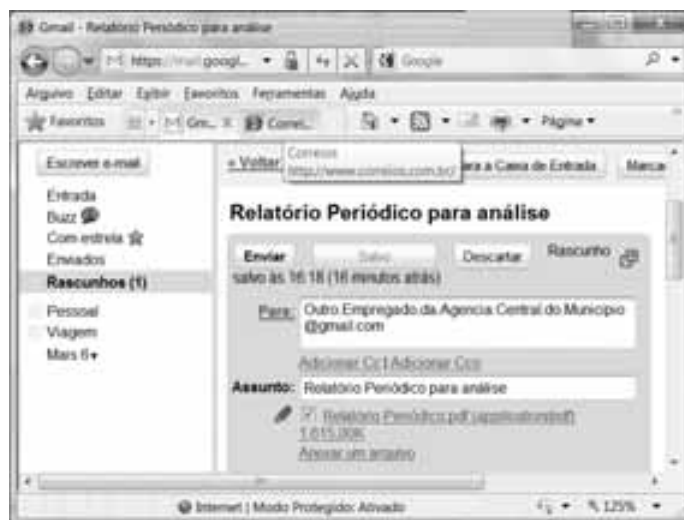 Gmail - Relatório Periódico para análise
https://mail.googl...
Google
Arquivo Editar Exibir Favoritos Ferramentas Ajuda
Favoritos
Gm...
Correi...
Página
Correios
http://www.correios.com.br/
Escrever e-mail
« Voltar
ara a Caixa de Entrada
Marca
Entrada
Buzz
Com estrela
Enviados
Rascunhos (1)
Pessoal
Viagem
Mais 6
Relatório Periódico para análise
Enviar
Salvo
Descartar
Rascunho
salvo às 16:18 (16 minutos atrás)
Para: Outro.Empregado.da.Agencia.Central.do.Municipio
@gmail.com
Adicionar Cc | Adicionar Cco
Assunto: Relatório Periódico para análise
Relatório Periódico.pdf (application/pdf)
1.615,00K
Anexar um arquivo
Internet | Modo Protegido: Ativado
125%